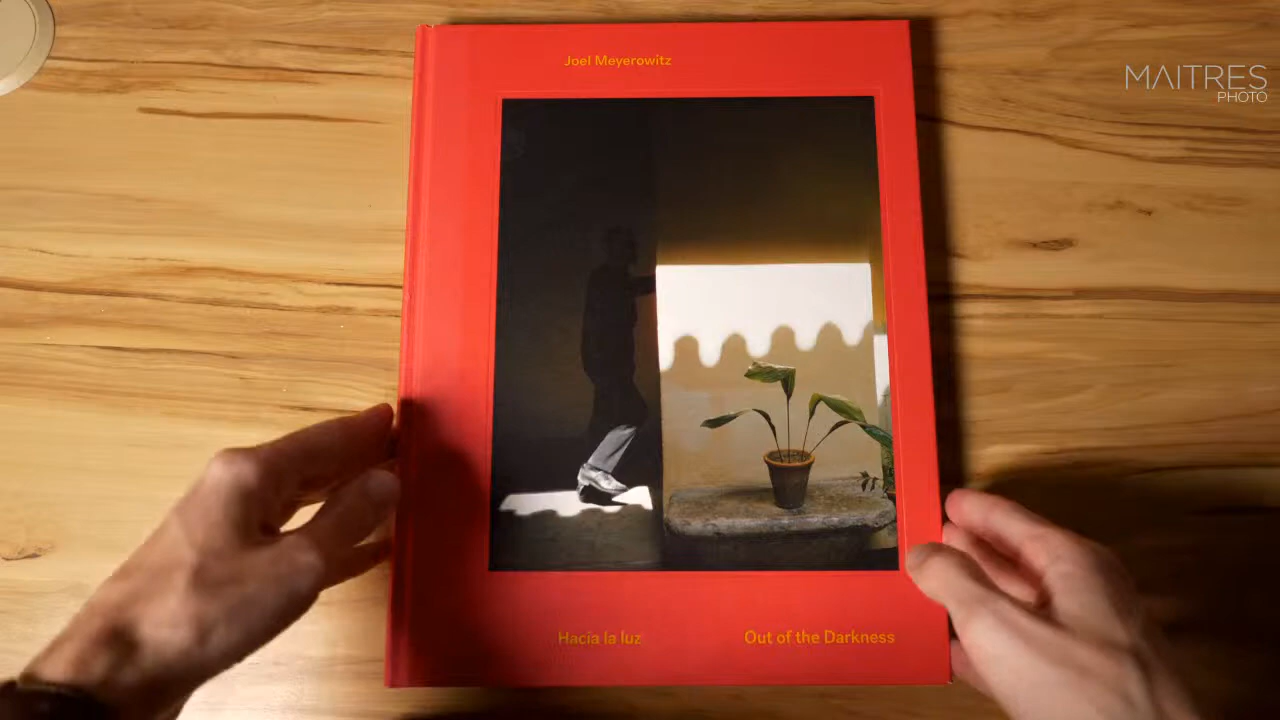 Joel Meyerowitz
MAITRES
PHOTO
Hacia la luz
Out of the Darkness